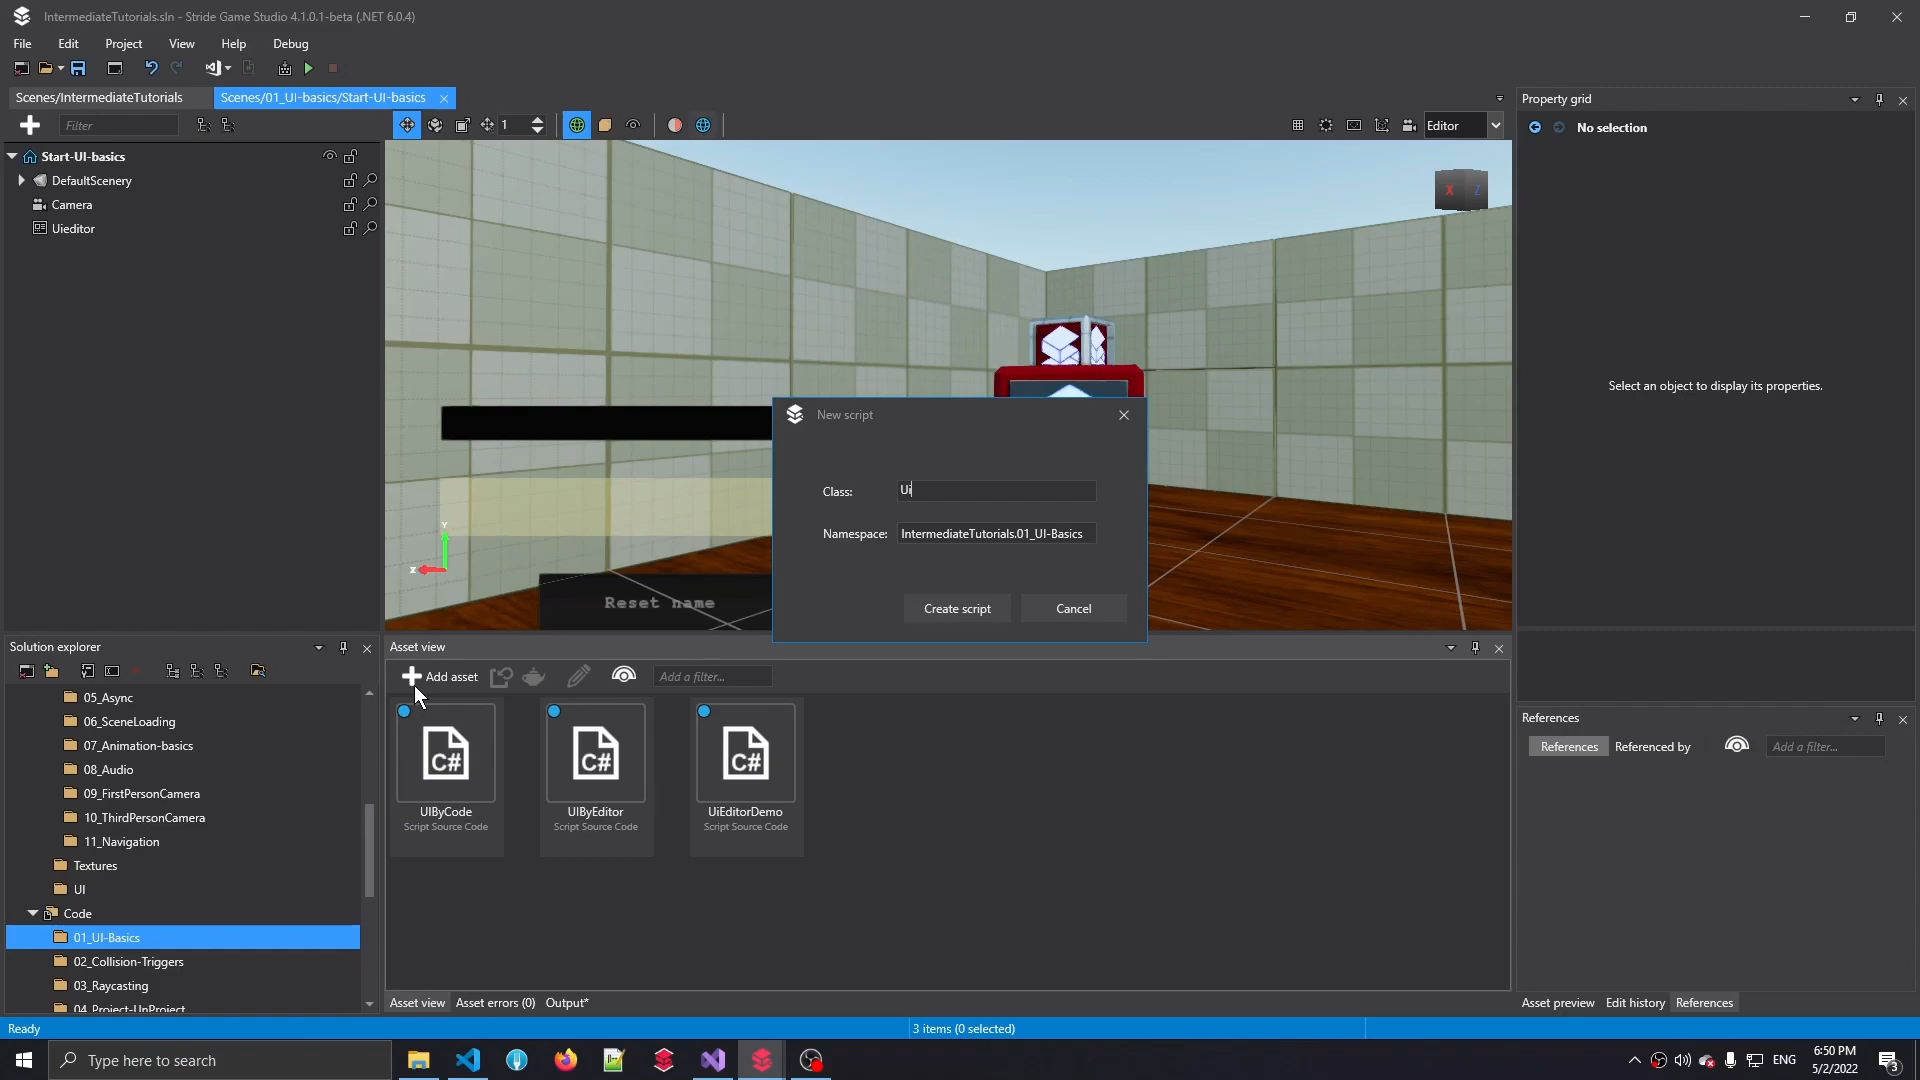 IntermediateTutorials.sln - Stride Game Studio 4.1.0.1-beta (.NET 6.0.4)
File Edit Project View Help Debug
Scenes/IntermediateTutorials
Scenes/01_UI-basics/Start-UI-basics
Filter
1
Editor
Start-UI-basics
DefaultScenery
Camera
Uieditor
X Z
Y
Reset name
New script
Class: Ui
Namespace: IntermediateTutorials.01_UI-Basics
Create script
Cancel
Property grid
No selection
Select an object to display its properties.
Solution explorer
05_Async
06_SceneLoading
07_Animation-basics
08_Audio
09_FirstPersonCamera
10_ThirdPersonCamera
11_Navigation
Textures
UI
Code
01_UI-Basics
02_Collision-Triggers
03_Raycasting
04_Project-UnProject
Asset view
Add asset
Add a filter...
C# C# C#
UIByCode UIByEditor UiEditorDemo
Script Source Code Script Source Code Script Source Code
Asset view Asset errors (0) Output*
References
References Referenced by Add a filter...
Asset preview Edit history References
Ready
3 items (0 selected)
Type here to search
ENG
6:50 PM
5/2/2022
3